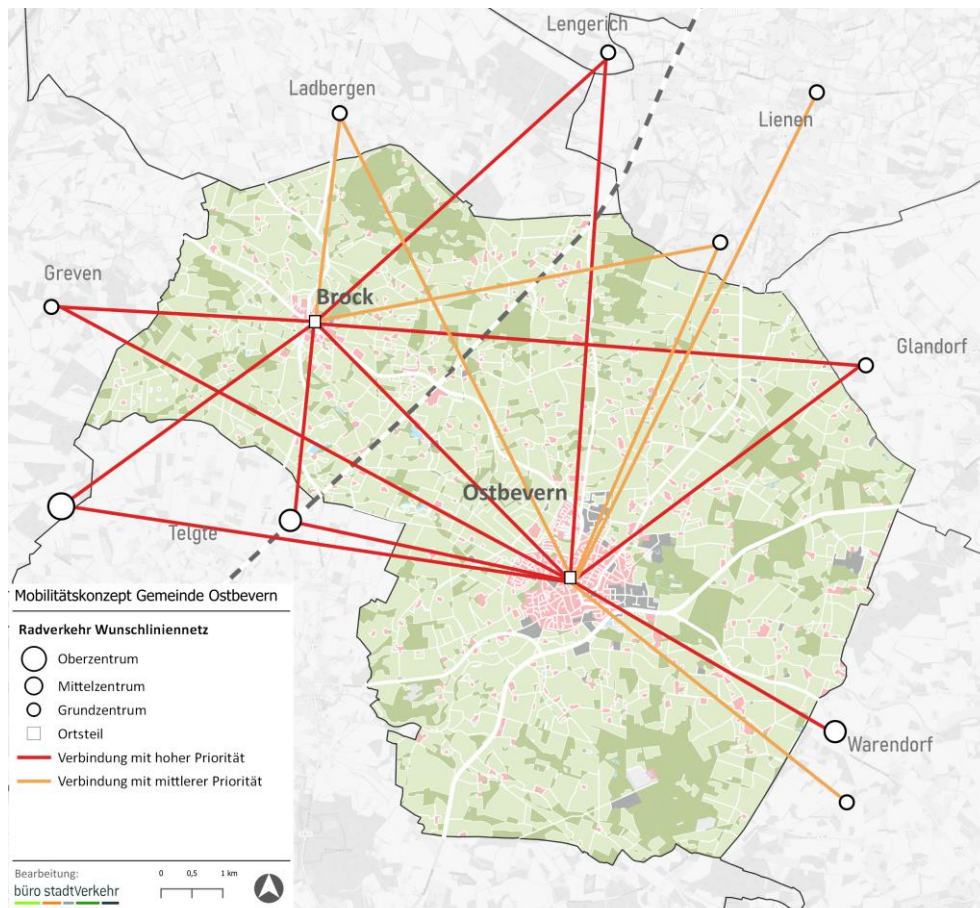 Lengerich
Ladbergen
Lienen
Greven
Brock
Glandorf
Ostbevern
Telgte
Warendorf
Mobilitätskonzept Gemeinde Ostbevern
Radverkehr Wunschliniennetz
Oberzentrum
Mittelzentrum
Grundzentrum
Ortsteil
Verbindung mit hoher Priorität
Verbindung mit mittlerer Priorität
Bearbeitung:
büro stadtVerkehr
0 0,5 1 km